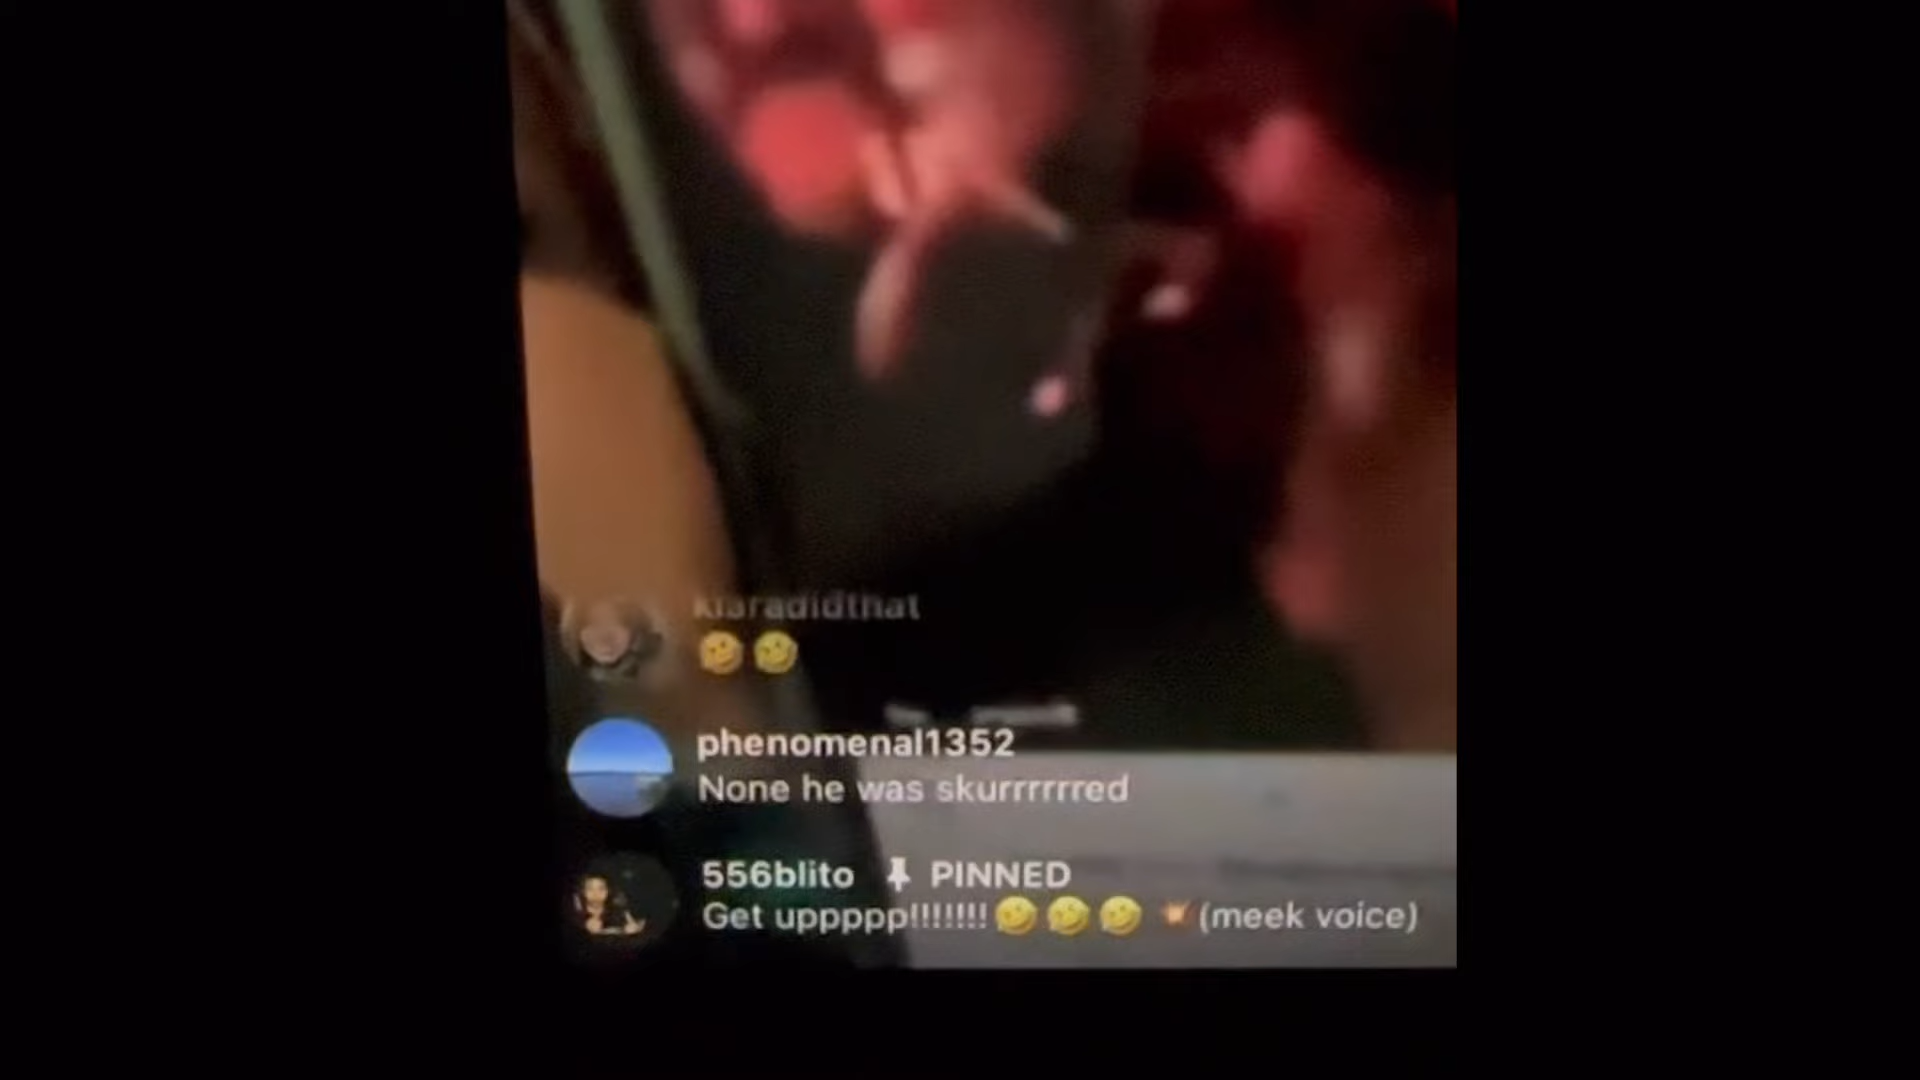 kiaradidthat
🤣 🤣
phenomenal1352
None he was skurrrrrred
556blito 📌 PINNED
Get uppppp!!!!!!!🤣🤣🤣 💥(meek voice)